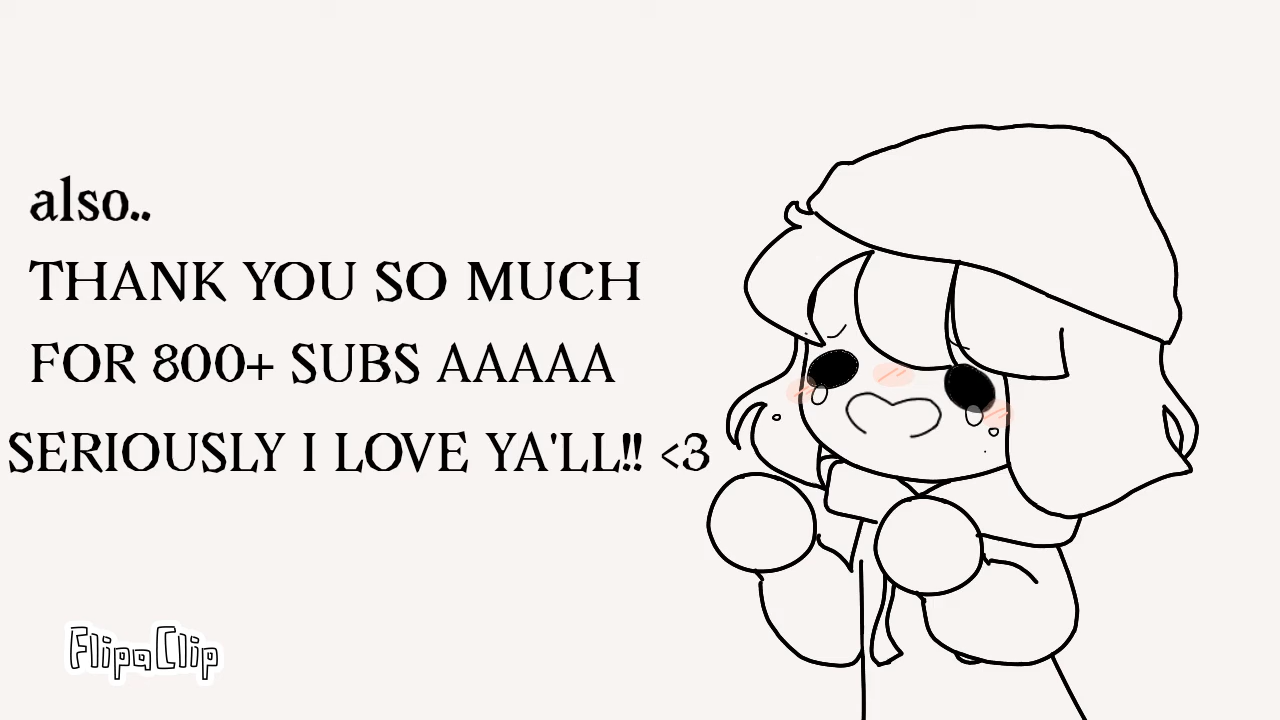 also..
THANK YOU SO MUCH
FOR 800+ SUBS AAAAA
SERIOUSLY I LOVE YA'LL!! <3
FlipaClip